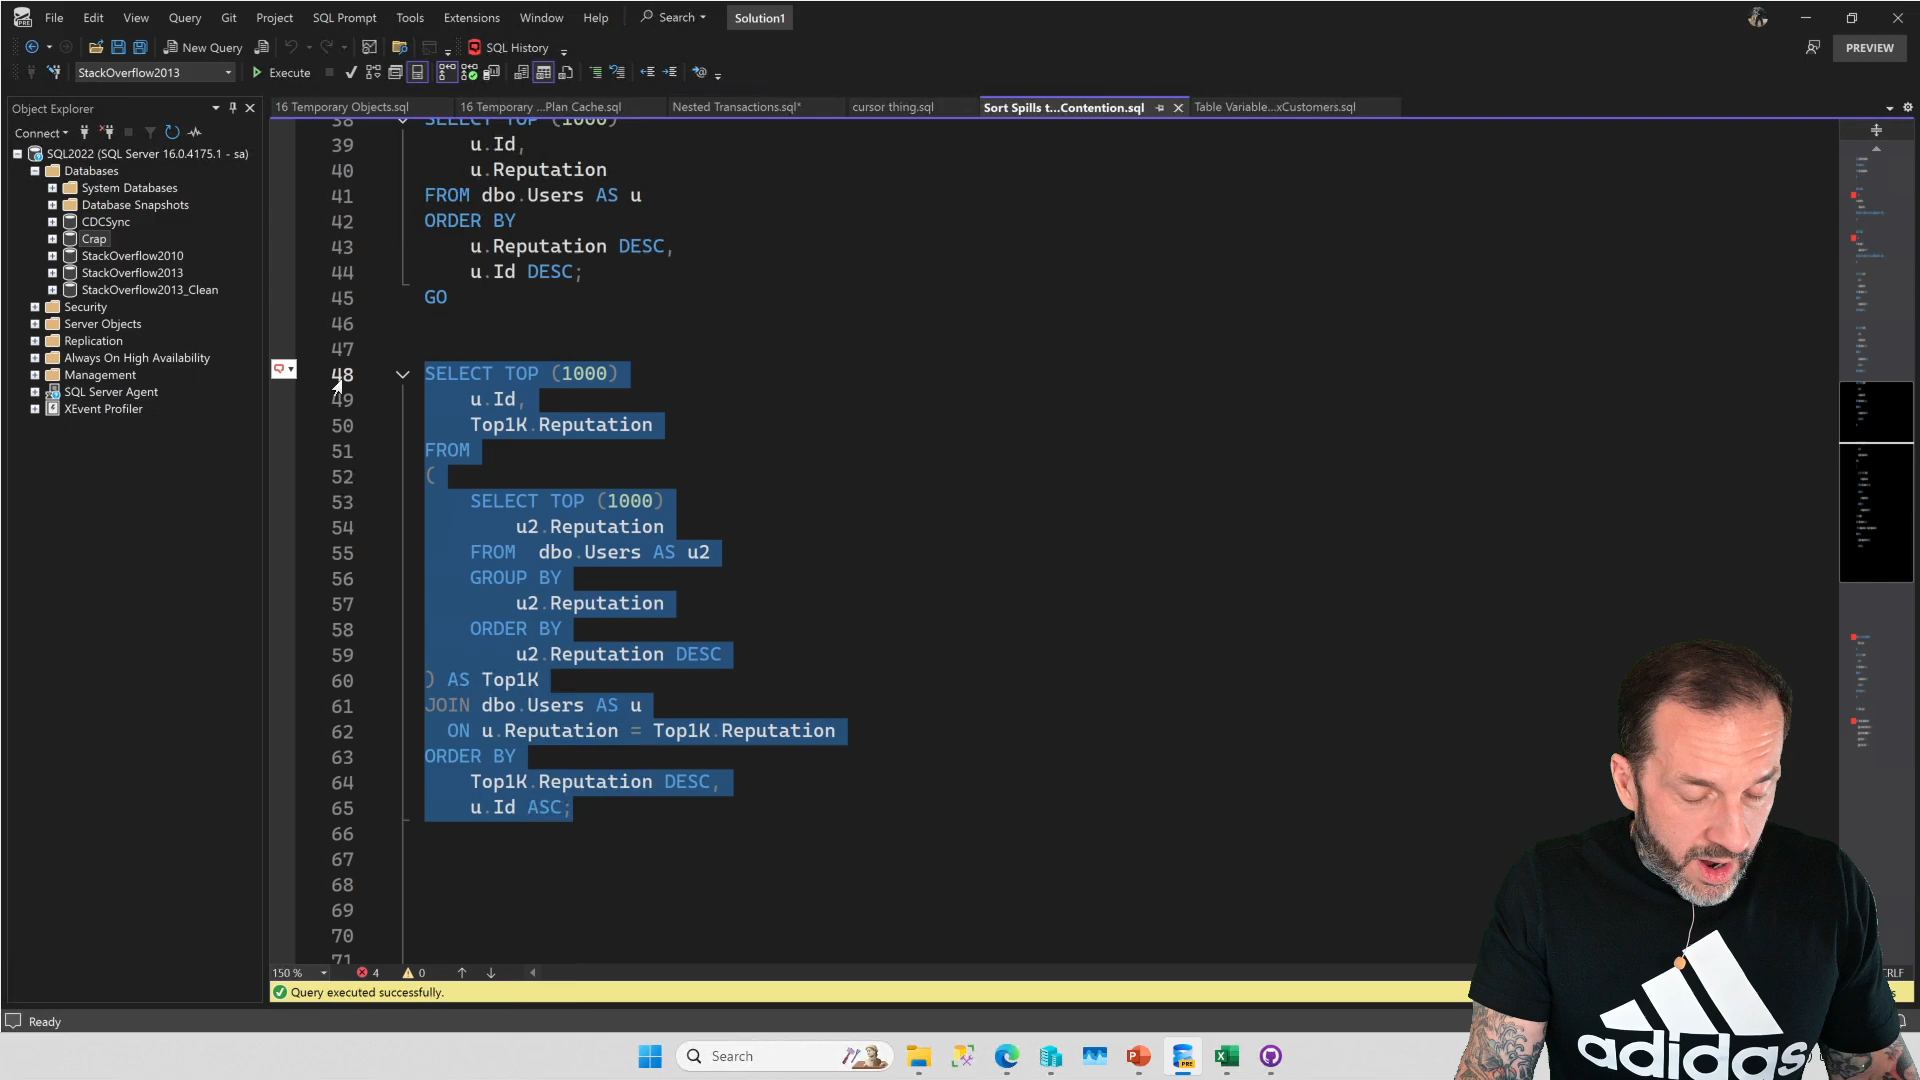 File Edit View Query Git Project SQL Prompt Tools Extensions Window Help Search Solution1
New Query SQL History PREVIEW
StackOverflow2013 Execute
Object Explorer 16 Temporary Objects.sql 16 Temporary ...Plan Cache.sql Nested Transactions.sql* cursor thing.sql Sort Spills t...Contention.sql Table Variable...xCustomers.sql
Connect
SQL2022 (SQL Server 16.0.4175.1 - sa)
Databases
System Databases
Database Snapshots
CDCSync
Crap
StackOverflow2010
StackOverflow2013
StackOverflow2013_Clean
Security
Server Objects
Replication
Always On High Availability
Management
SQL Server Agent
XEvent Profiler
38 SELECT TOP (1000)
39 u.Id,
40 u.Reputation
41 FROM dbo.Users AS u
42 ORDER BY
43 u.Reputation DESC,
44 u.Id DESC;
45 GO
46
47
48 SELECT TOP (1000)
49 u.Id,
50 Top1K.Reputation
51 FROM
52 (
53 SELECT TOP (1000)
54 u2.Reputation
55 FROM dbo.Users AS u2
56 GROUP BY
57 u2.Reputation
58 ORDER BY
59 u2.Reputation DESC
60 ) AS Top1K
61 JOIN dbo.Users AS u
62 ON u.Reputation = Top1K.Reputation
63 ORDER BY
64 Top1K.Reputation DESC,
65 u.Id ASC;
66
67
68
69
70
71
150 % 4 0 CRLF
Query executed successfully.
Ready
Search
adidas